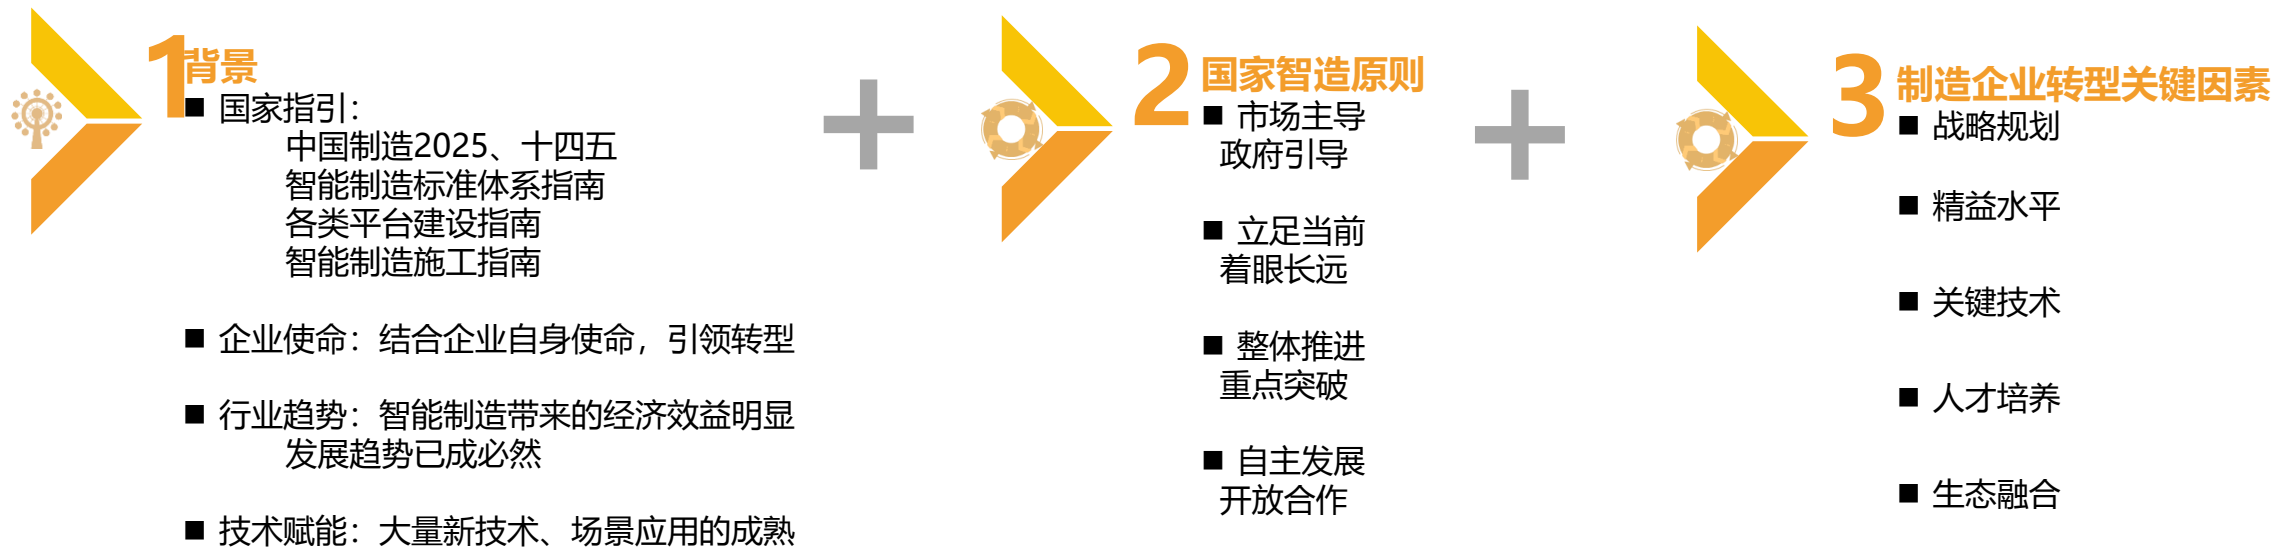 1背景
■ 国家指引：
中国制造2025、十四五
智能制造标准体系指南
各类平台建设指南
智能制造施工指南
■ 企业使命：结合企业自身使命，引领转型
■ 行业趋势：智能制造带来的经济效益明显
发展趋势已成必然
■ 技术赋能：大量新技术、场景应用的成熟
2 国家智造原则
■ 市场主导
政府引导
■ 立足当前
着眼长远
■ 整体推进
重点突破
■ 自主发展
开放合作
3 制造企业转型关键因素
■ 战略规划
■ 精益水平
■ 关键技术
■ 人才培养
■ 生态融合